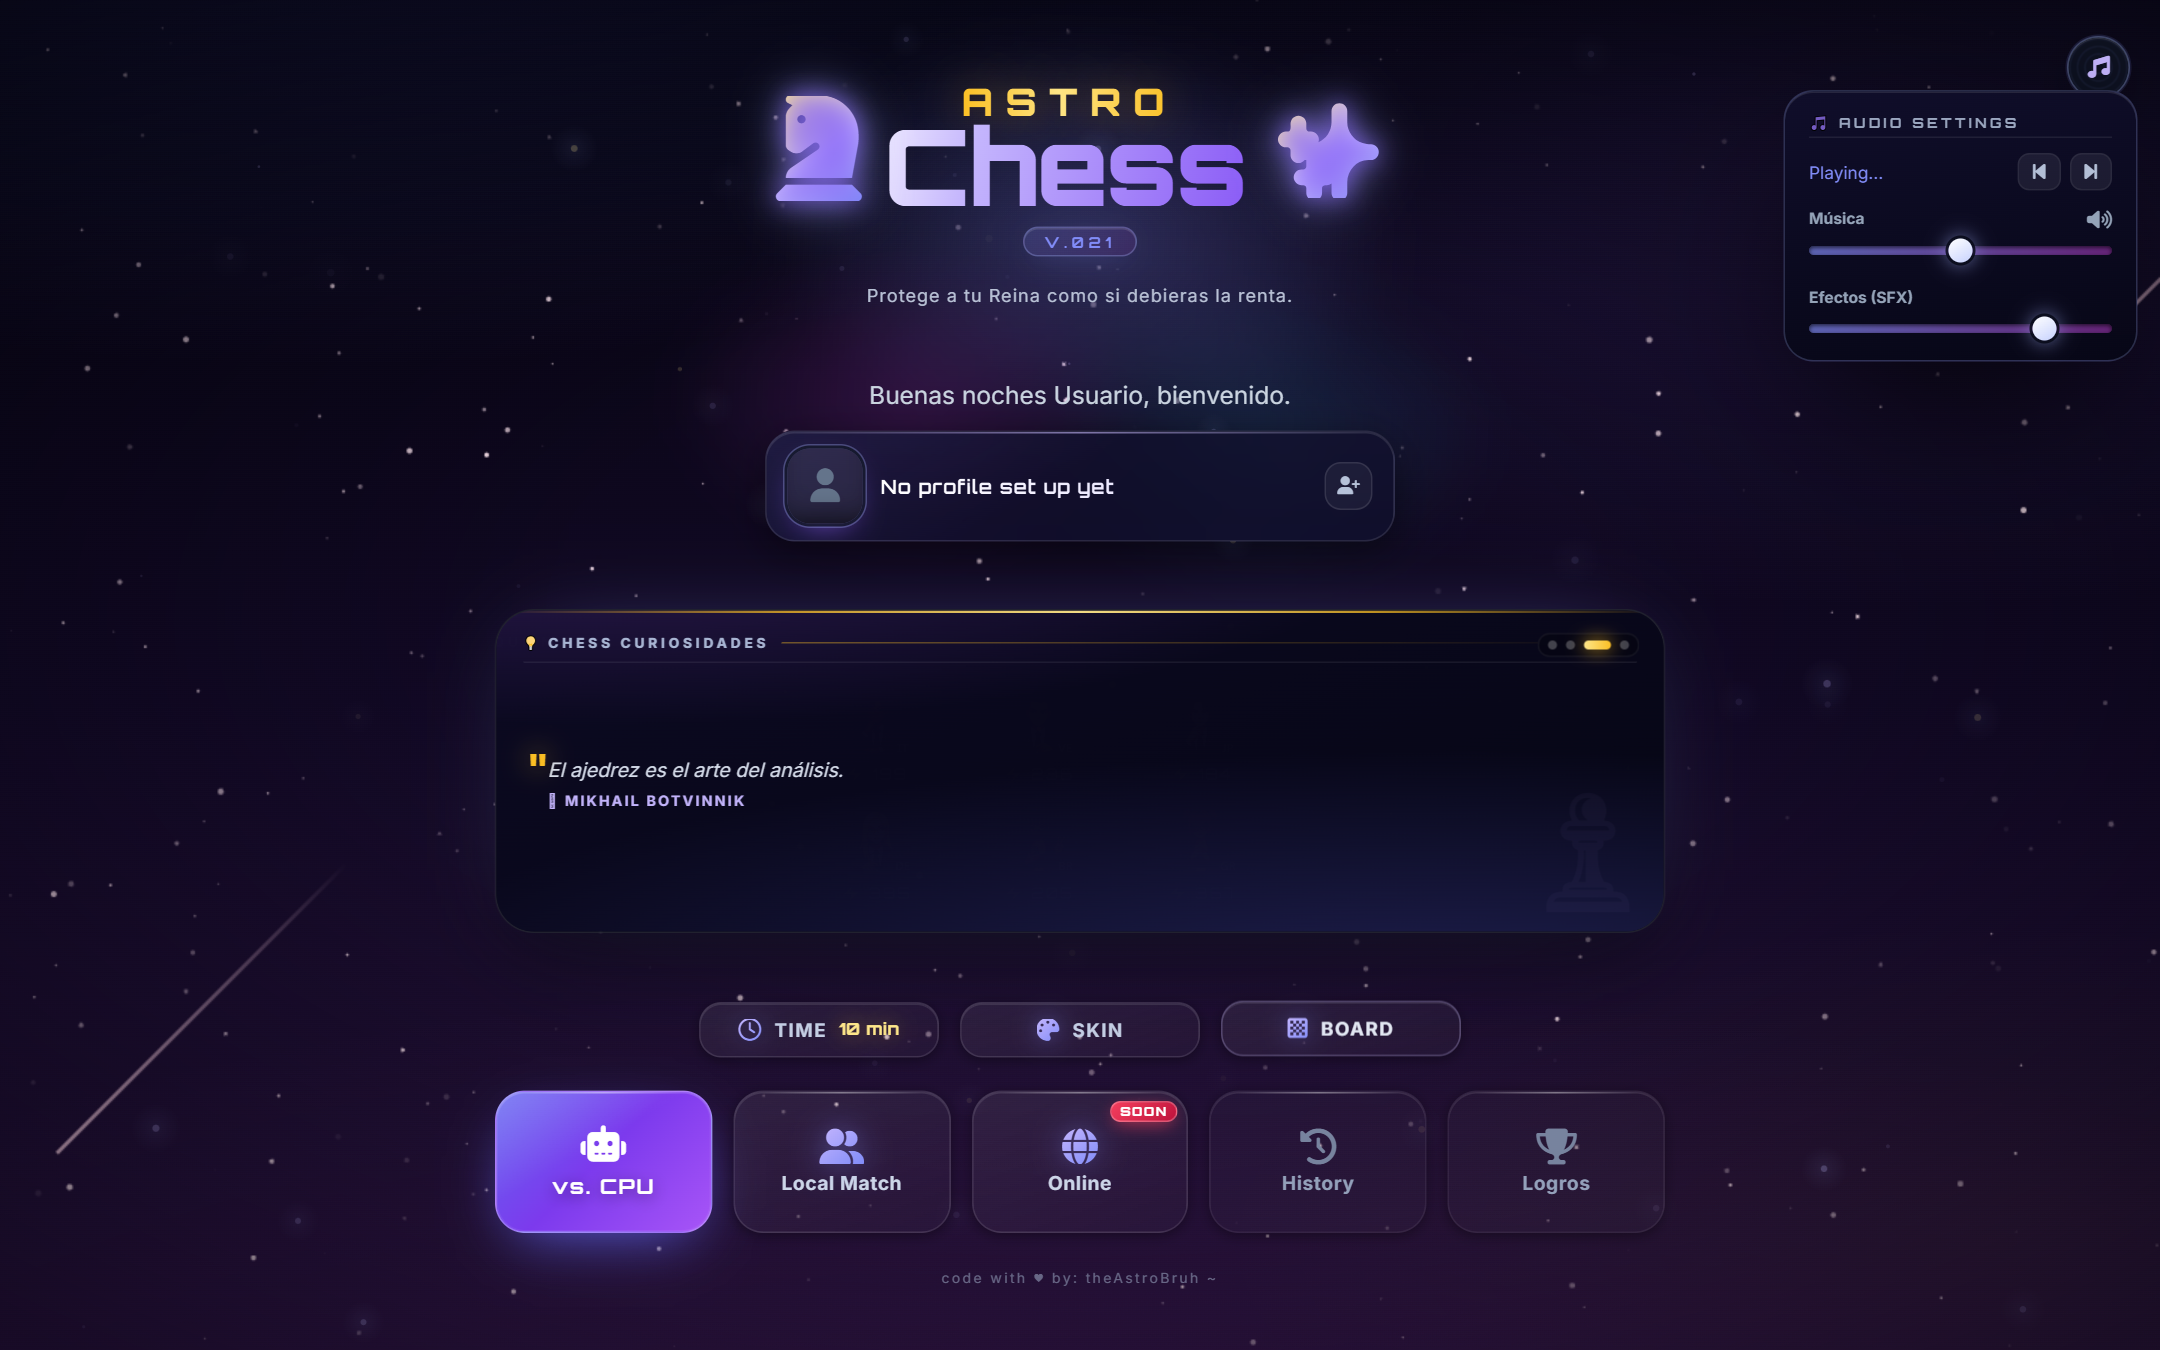 ASTRO
Chess
V.021
Protege a tu Reina como si debieras la renta.
AUDIO SETTINGS
Playing...
Música
Efectos (SFX)
Buenas noches Usuario, bienvenido.
No profile set up yet
CHESS CURIOSIDADES
"El ajedrez es el arte del análisis.
MIKHAIL BOTVINNIK
TIME 10 min
SKIN
BOARD
vs. CPU
Local Match
SOON
Online
History
Logros
code with ♥ by: theAstroBruh ~